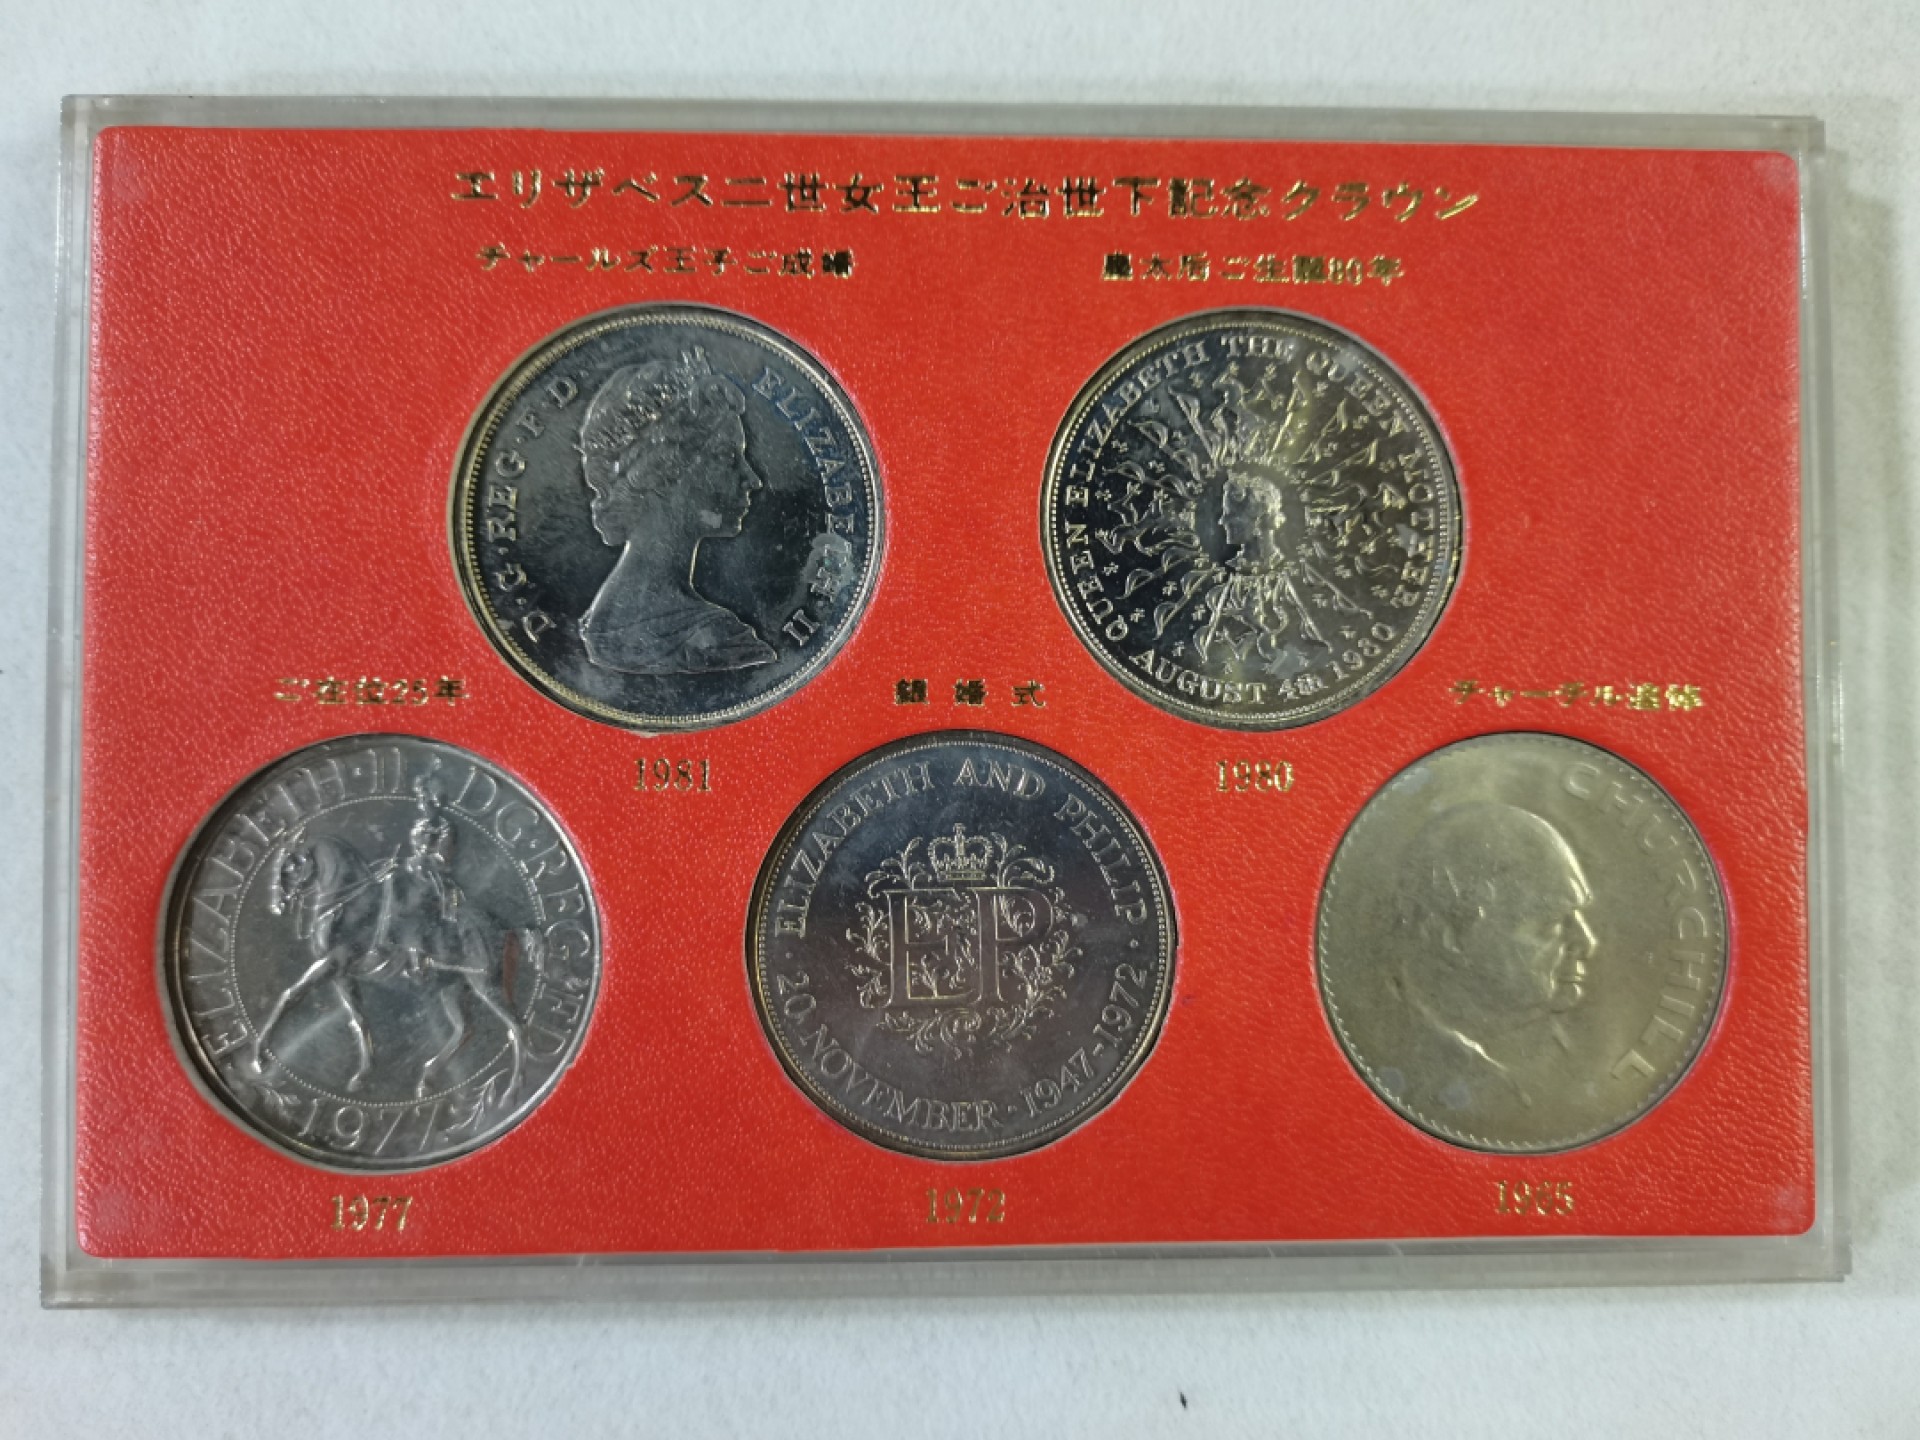 エリザベス二世女王ご治世下記念クラウン
チャールズ王子ご成婚
皇太后ご生誕80年
D·G·REG·F·D· ELIZABETH·II
QUEEN ELIZABETH THE QUEEN MOTHER
AUGUST 4th 1980
1981
1980
ご在位25年
銀婚式
チャーチル追悼
ELIZABETH·II DG·REG·FD
1977
ELIZABETH AND PHILIP
EP
20 NOVEMBER·1947-1972
CHURCHILL
1977
1972
1965